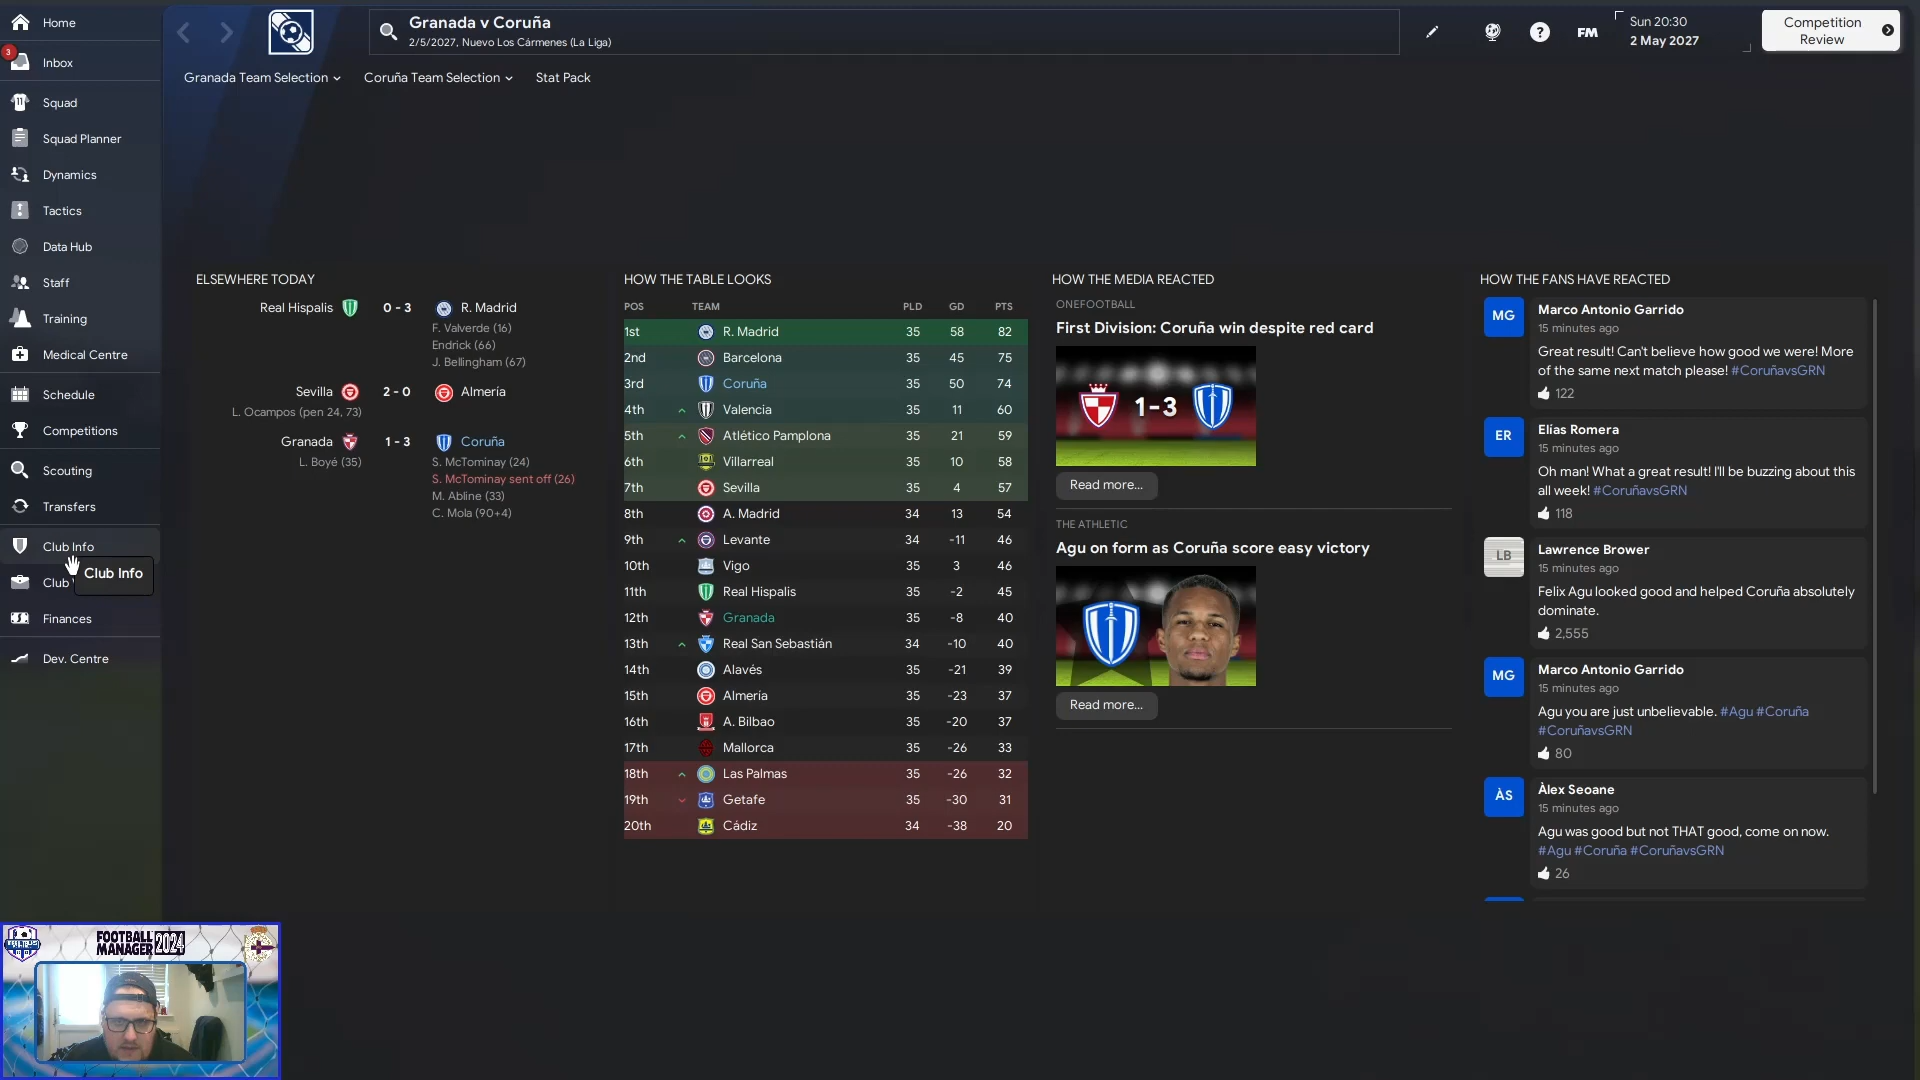 Home
3
Inbox
Squad
Squad Planner
Dynamics
Tactics
Data Hub
Staff
Training
Medical Centre
Schedule
Competitions
Scouting
Transfers
Club Info
Club
Club Info
Finances
Dev. Centre
Granada v Coruña
2/5/2027, Nuevo Los Cármenes (La Liga)
FM
Sun 20:30
2 May 2027
Competition
Review
Granada Team Selection
Coruña Team Selection
Stat Pack
ELSEWHERE TODAY
Real Hispalis 0 - 3 R. Madrid
F. Valverde (16)
Endrick (66)
J. Bellingham (67)
Sevilla 2 - 0 Almería
L. Ocampos (pen 24, 73)
Granada 1 - 3 Coruña
L. Boyé (35) S. McTominay (24)
S. McTominay sent off (26)
M. Abline (33)
C. Mola (90+4)
HOW THE TABLE LOOKS
POS TEAM PLD GD PTS
1st R. Madrid 35 58 82
2nd Barcelona 35 45 75
3rd Coruña 35 50 74
4th Valencia 35 11 60
5th Atlético Pamplona 35 21 59
6th Villarreal 35 10 58
7th Sevilla 35 4 57
8th A. Madrid 34 13 54
9th Levante 34 -11 46
10th Vigo 35 3 46
11th Real Hispalis 35 -2 45
12th Granada 35 -8 40
13th Real San Sebastián 34 -10 40
14th Alavés 35 -21 39
15th Almería 35 -23 37
16th A. Bilbao 35 -20 37
17th Mallorca 35 -26 33
18th Las Palmas 35 -26 32
19th Getafe 35 -30 31
20th Cádiz 34 -38 20
HOW THE MEDIA REACTED
ONEFOOTBALL
First Division: Coruña win despite red card
1-3
Read more...
THE ATHLETIC
Agu on form as Coruña score easy victory
Read more...
HOW THE FANS HAVE REACTED
MG
Marco Antonio Garrido
15 minutes ago
Great result! Can't believe how good we were! More
of the same next match please! #CoruñavsGRN
122
ER
Elías Romera
15 minutes ago
Oh man! What a great result! I'll be buzzing about this
all week! #CoruñavsGRN
118
LB
Lawrence Brower
15 minutes ago
Felix Agu looked good and helped Coruña absolutely
dominate.
2,555
MG
Marco Antonio Garrido
15 minutes ago
Agu you are just unbelievable. #Agu #Coruña
#CoruñavsGRN
80
ÀS
Àlex Seoane
15 minutes ago
Agu was good but not THAT good, come on now.
#Agu #Coruña #CoruñavsGRN
26
FOOTBALL
MANAGER 2024